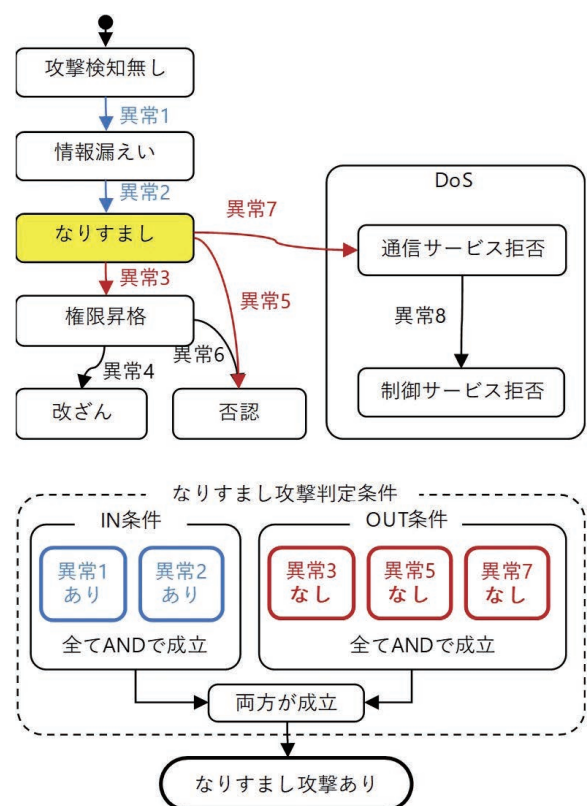 攻撃検知無し
異常1
情報漏えい
異常2
なりすまし
異常7
異常3
異常5
権限昇格
異常6
異常4
改ざん
否認
DoS
通信サービス拒否
異常8
制御サービス拒否
なりすまし攻撃判定条件
IN条件
異常1
あり
異常2
あり
全てANDで成立
OUT条件
異常3
なし
異常5
なし
異常7
なし
全てANDで成立
両方が成立
なりすまし攻撃あり